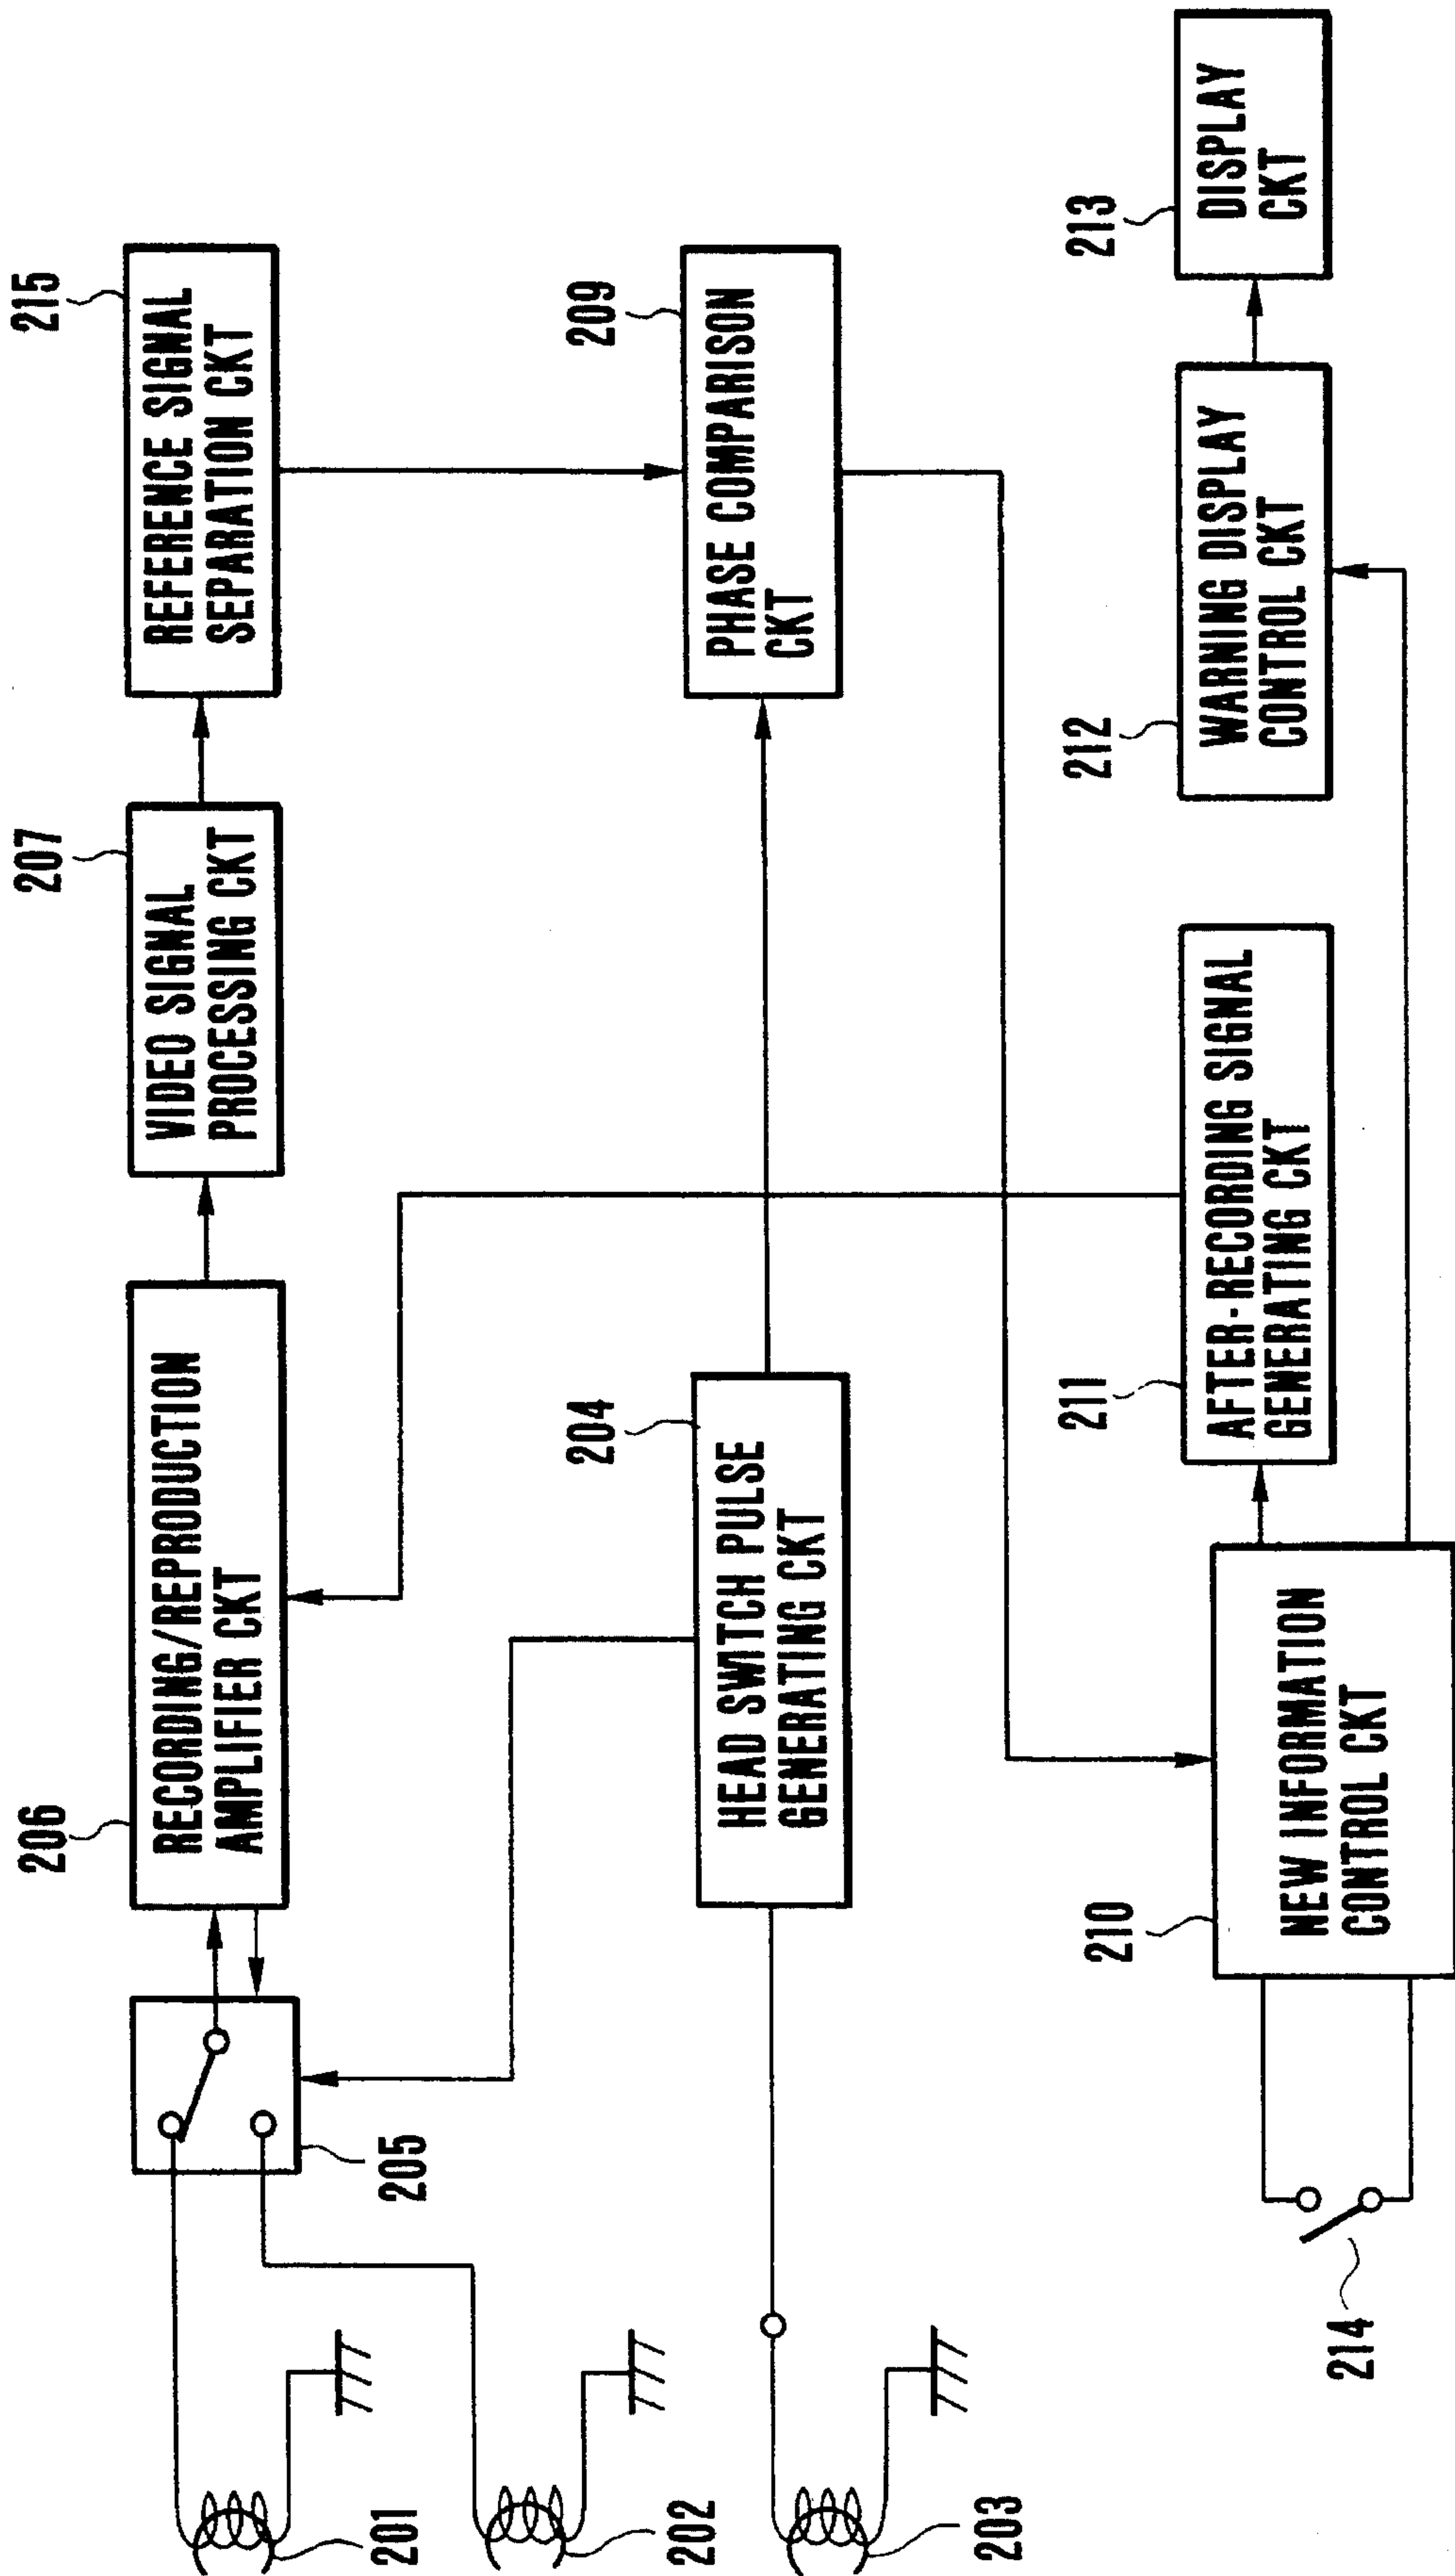 206
RECORDING/REPRODUCTION
AMPLIFIER CKT
207
VIDEO SIGNAL
PROCESSING CKT
215
REFERENCE SIGNAL
SEPARATION CKT
205
201
204
HEAD SWITCH PULSE
GENERATING CKT
209
PHASE COMPARISON
CKT
202
203
210
NEW INFORMATION
CONTROL CKT
211
AFTER-RECORDING SIGNAL
GENERATING CKT
212
WARNING DISPLAY
CONTROL CKT
213
DISPLAY
CKT
214